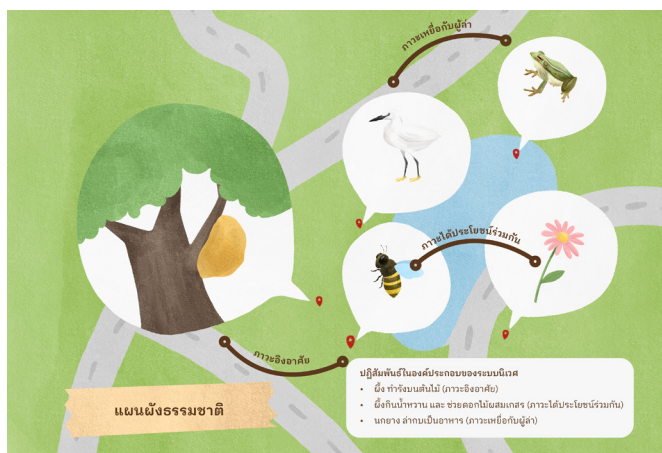 ภาวะเหยื่อกับผู้ล่า
ภาวะได้ประโยชน์ร่วมกัน
ภาวะอิงอาศัย
แผนผังธรรมชาติ
ปฏิสัมพันธ์ในองค์ประกอบของระบบนิเวศ
• ผึ้ง ทำรังบนต้นไม้ (ภาวะอิงอาศัย)
• ผึ้งกินน้ำหวาน และ ช่วยดอกไม้ผสมเกสร (ภาวะได้ประโยชน์ร่วมกัน)
• นกยาง ล่ากบเป็นอาหาร (ภาวะเหยื่อกับผู้ล่า)